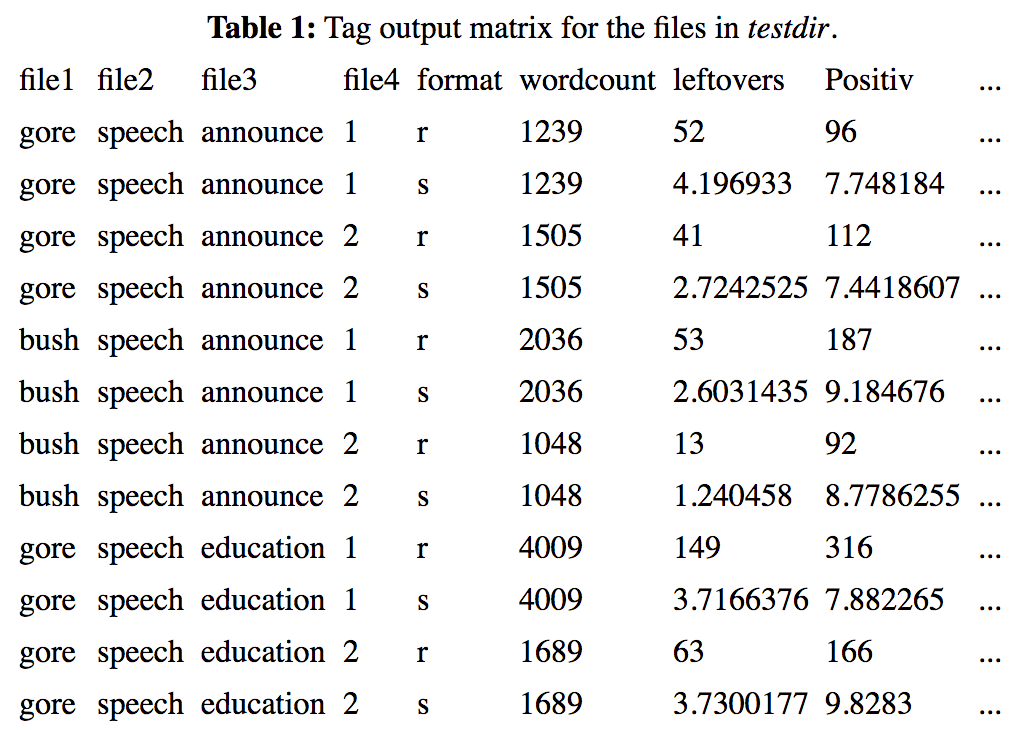 Table 1: Tag output matrix for the files in testdir.
file1 file2 file3 file4 format wordcount leftovers Positiv ...
gore speech announce 1 r 1239 52 96 ...
gore speech announce 1 s 1239 4.196933 7.748184 ...
gore speech announce 2 r 1505 41 112 ...
gore speech announce 2 s 1505 2.7242525 7.4418607 ...
bush speech announce 1 r 2036 53 187 ...
bush speech announce 1 s 2036 2.6031435 9.184676 ...
bush speech announce 2 r 1048 13 92 ...
bush speech announce 2 s 1048 1.240458 8.7786255 ...
gore speech education 1 r 4009 149 316 ...
gore speech education 1 s 4009 3.7166376 7.882265 ...
gore speech education 2 r 1689 63 166 ...
gore speech education 2 s 1689 3.7300177 9.8283 ...